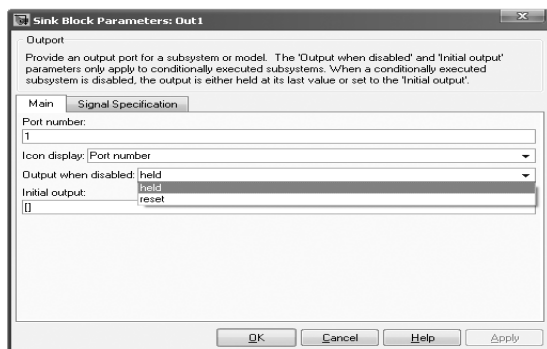 Sink Block Parameters: Out1
Outport
Provide an output port for a subsystem or model. The 'Output when disabled' and 'Initial output'
parameters only apply to conditionally executed subsystems. When a conditionally executed
subsystem is disabled, the output is either held at its last value or set to the 'Initial output'.
Main Signal Specification
Port number:
1
Icon display: Port number
Output when disabled: held
held
Initial output:
reset
[]
OK Cancel Help Apply